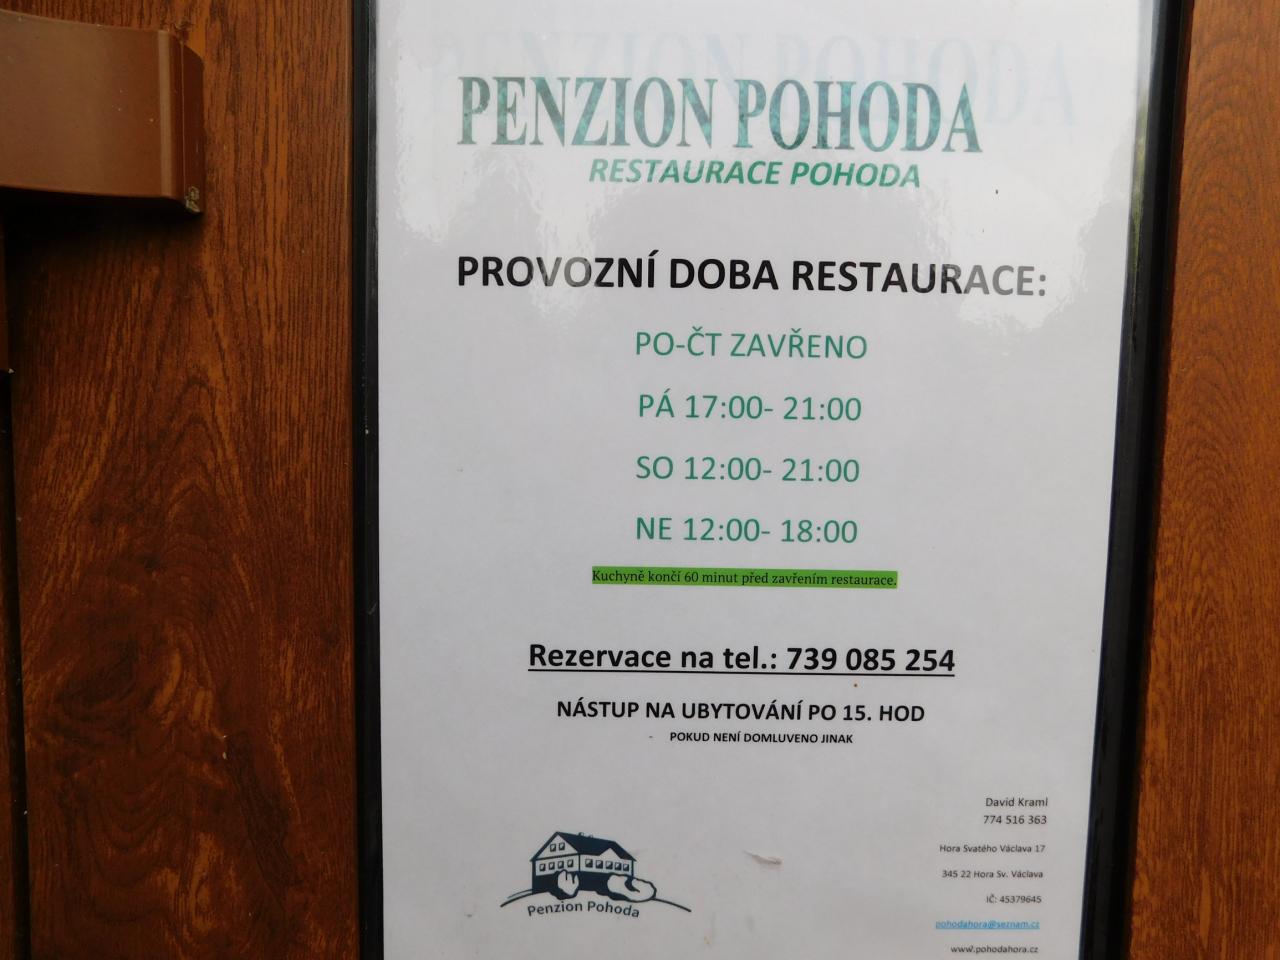 PENZION POHODA
RESTAURACE POHODA
PROVOZNÍ DOBA RESTAURACE:
PO-ČT ZAVŘENO
PÁ 17:00- 21:00
SO 12:00- 21:00
NE 12:00- 18:00
Kuchyně končí 60 minut před zavřením restaurace.
Rezervace na tel.: 739 085 254
NÁSTUP NA UBYTOVÁNÍ PO 15. HOD
- POKUD NENÍ DOMLUVENO JINAK
David Kraml
774 516 363
Hora Svatého Václava 17
345 22 Hora Sv. Václava
IČ: 45379645
pohodahora@seznam.cz
www.pohodahora.cz
Penzion Pohoda